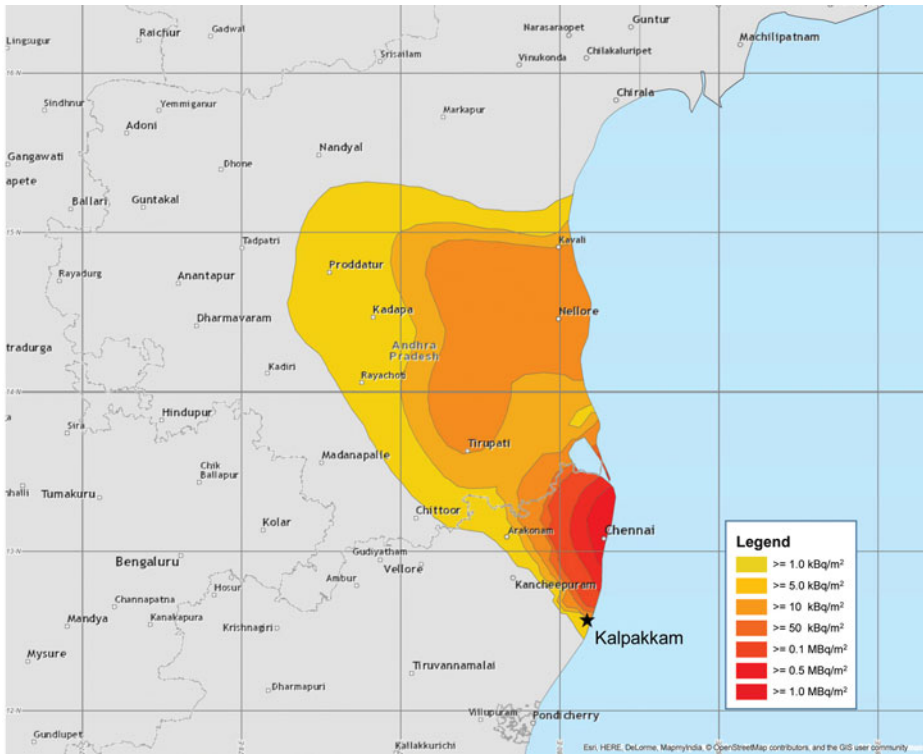 Raichur
Gadwal
Lingsugur
Srisailam
Narasaraopet
Guntur
Vinukonda
Chilakaluripet
Machilipatnam
Chirala
Sindhnur
Yemmiganur
Markapur
Adoni
Gangawati
Dhone
Nandyal
apete
Ballari
Guntakal
Tadpatri
Kavali
Rayadurg
Anantapur
Proddatur
Dharmavaram
Kadapa
Nellore
tradurga
Andhra
Pradesh
Kadiri
Rayachoti
Hindupur
Sira
Tirupati
Madanapalle
Chik
Ballapur
Tumakuru
Chittoor
Kolar
Arakonam
Chennai
Bengaluru
Gudiyatham
Vellore
Ambur
Kancheepuram
Hosur
Channapatna
Mandya
Kanakapura
Krishnagiri
Kalpakkam
Mysure
Tiruvannamalai
Dharmapuri
Villupuram
Pondicherry
Gundlupet
Kallakkurichi
Legend
>= 1.0 kBq/m²
>= 5.0 kBq/m²
>= 10 kBq/m²
>= 50 kBq/m²
>= 0.1 MBq/m²
>= 0.5 MBq/m²
>= 1.0 MBq/m²
Esri, HERE, DeLorme, MapmyIndia, © OpenStreetMap contributors, and the GIS user community